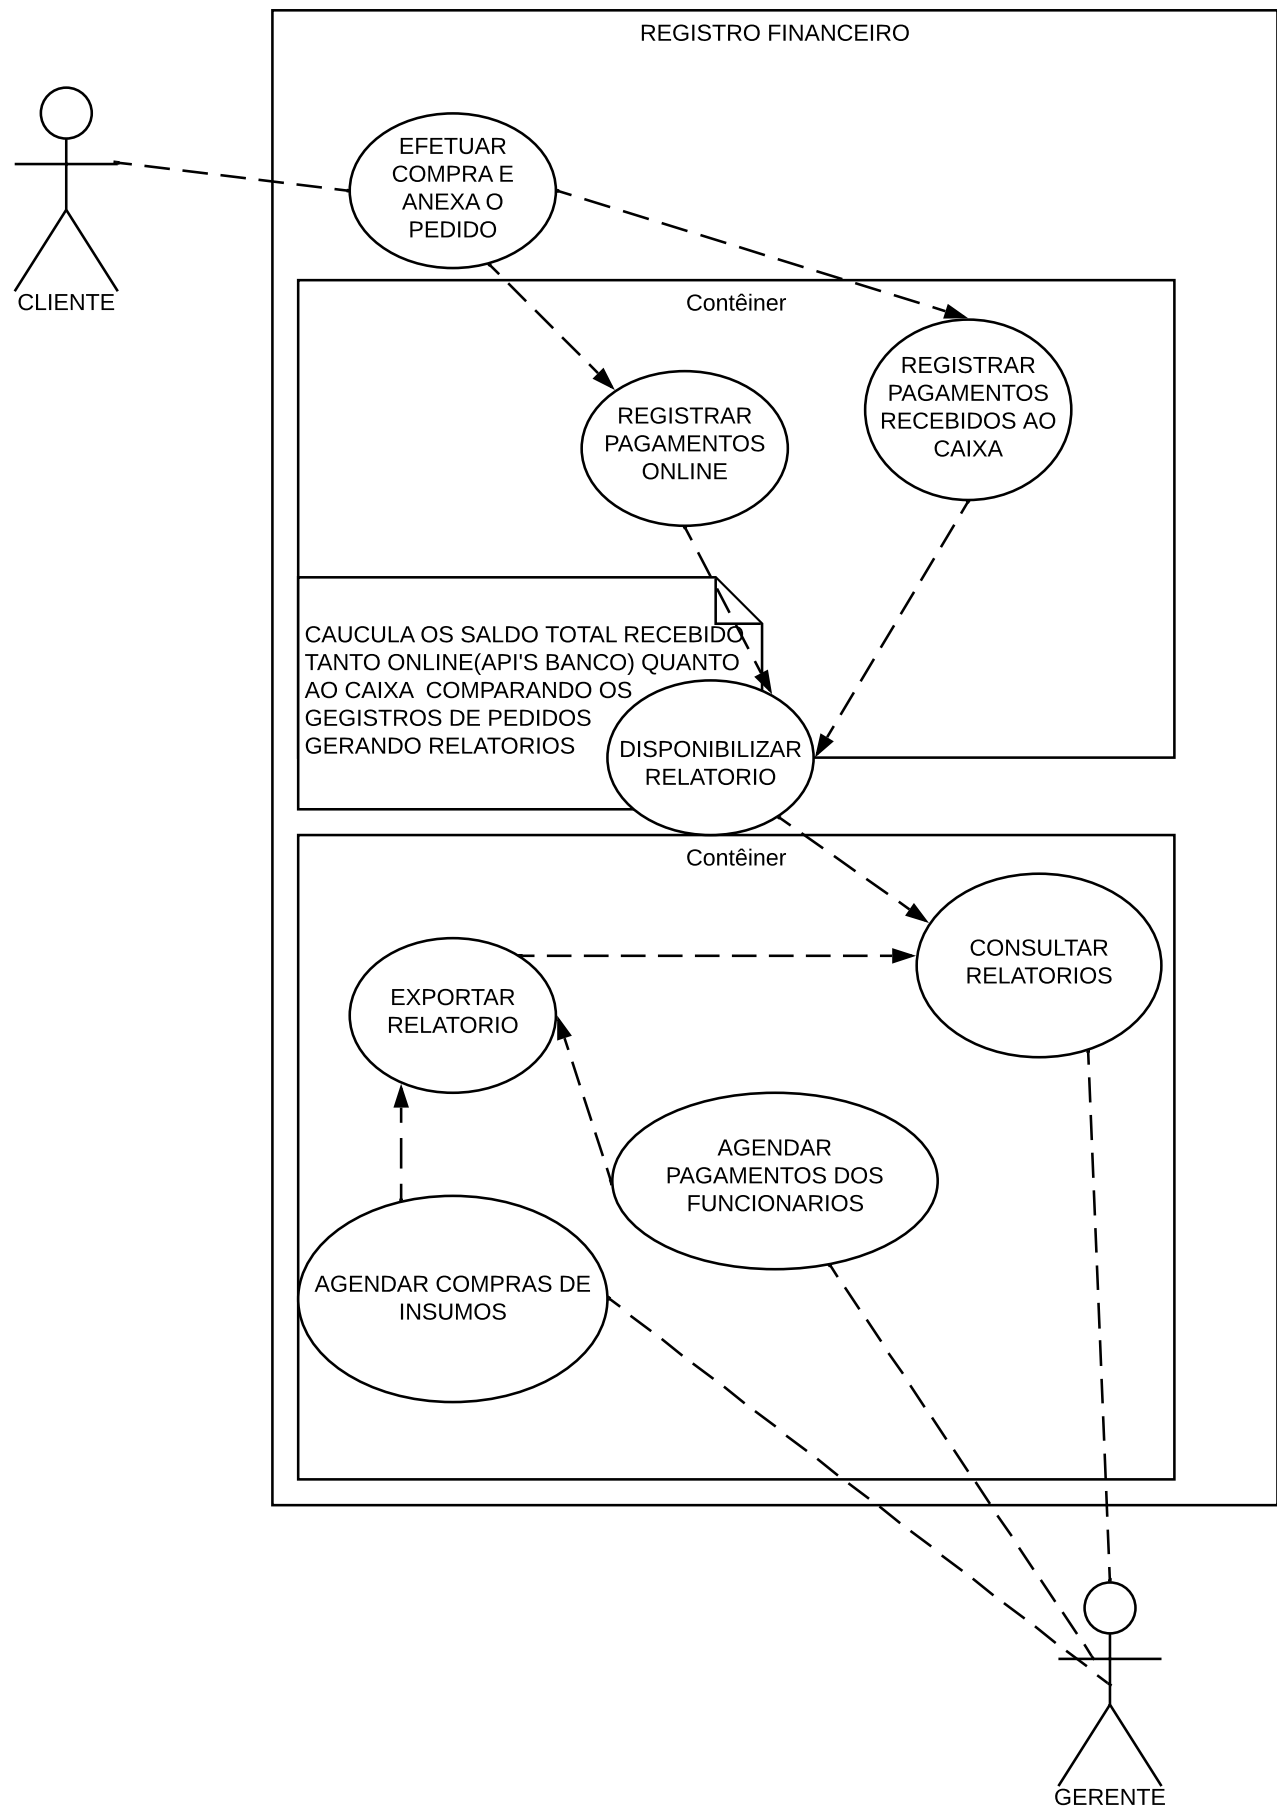 REGISTRO FINANCEIRO
EFETUAR
COMPRA E
ANEXA O
PEDIDO
CLIENTE
Contêiner
REGISTRAR
PAGAMENTOS
RECEBIDOS AO
CAIXA
REGISTRAR
PAGAMENTOS
ONLINE
CAUCULA OS SALDO TOTAL RECEBIDO
TANTO ONLINE(API'S BANCO) QUANTO
AO CAIXA  COMPARANDO OS
GEGISTROS DE PEDIDOS
GERANDO RELATORIOS
DISPONIBILIZAR
RELATORIO
Contêiner
CONSULTAR
RELATORIOS
EXPORTAR
RELATORIO
AGENDAR
PAGAMENTOS DOS
FUNCIONARIOS
AGENDAR COMPRAS DE
INSUMOS
GERENTE